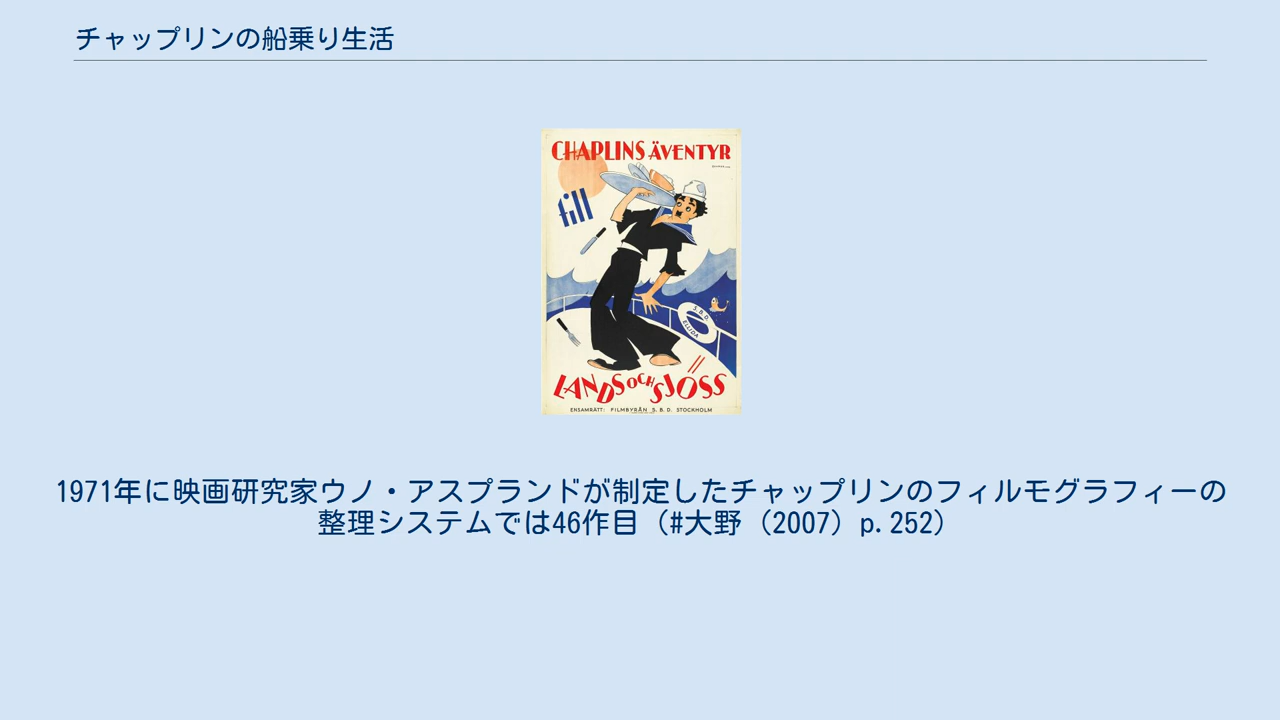 チャップリンの船乗り生活
CHAPLINS ÄVENTYR
till
S.B.D.
ELLIDA
LANDS OCH SJÖSS
ENSAMRÄTT: FILMBYRÅN S.B.D. STOCKHOLM
1971年に映画研究家ウノ・アスプランドが制定したチャップリンのフィルモグラフィーの
整理システムでは46作目（#大野（2007）p.252）